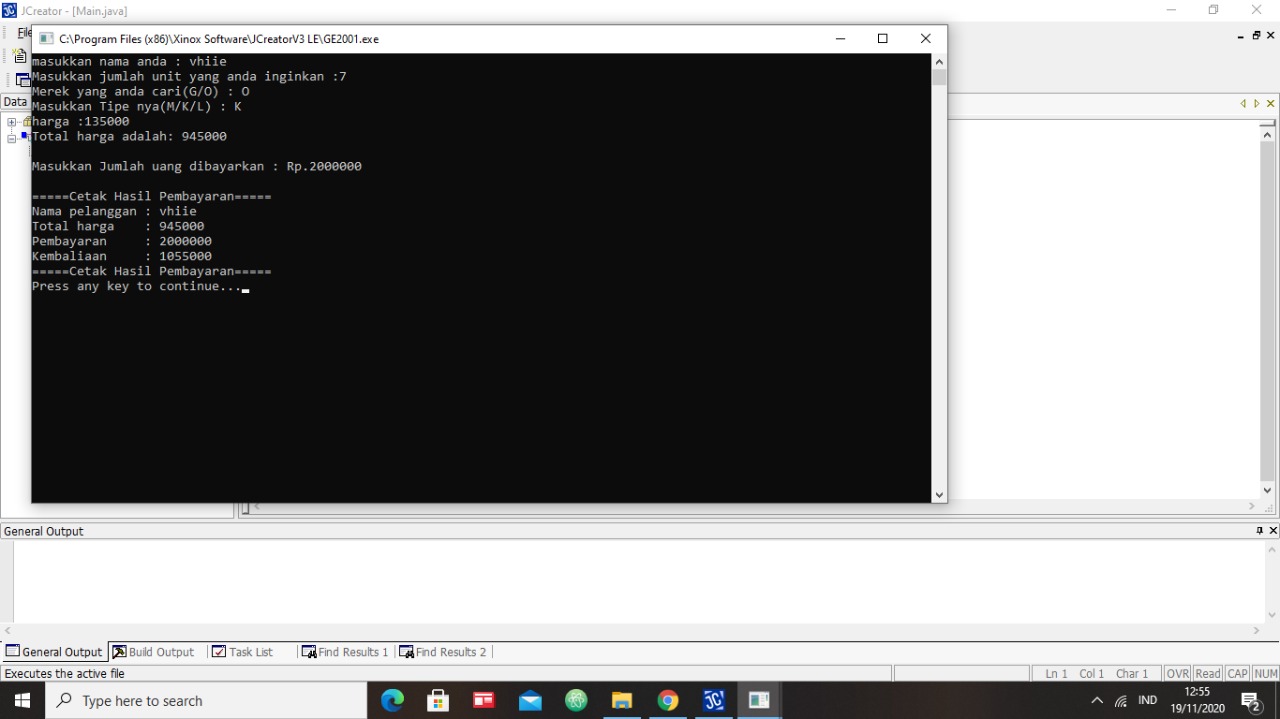 JCreator - [Main.java]
File
C:\Program Files (x86)\Xinox Software\JCreatorV3 LE\GE2001.exe
masukkan nama anda : vhiie
Masukkan jumlah unit yang anda inginkan :7
Merek yang anda cari(G/O) : O
Masukkan Tipe nya(M/K/L) : K
harga :135000
Total harga adalah: 945000
Masukkan Jumlah uang dibayarkan : Rp.2000000
=====Cetak Hasil Pembayaran=====
Nama pelanggan : vhiie
Total harga    : 945000
Pembayaran     : 2000000
Kembaliaan     : 1055000
=====Cetak Hasil Pembayaran=====
Press any key to continue...
Data
General Output
General Output Build Output Task List Find Results 1 Find Results 2
Executes the active file Ln 1 Col 1 Char 1 OVR Read CAP NUM
Type here to search IND 12:55
19/11/2020 2